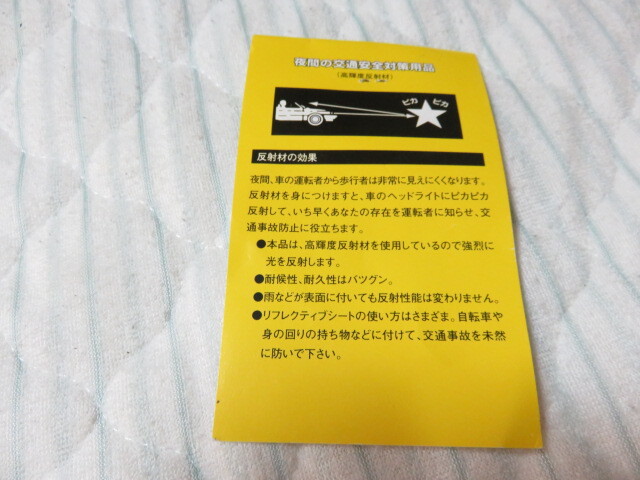 夜間の交通安全対策用品
(高輝度反射材)
ピカ ピカ
反射材の効果
夜間、車の運転者から歩行者は非常に見えにくくなります。
反射材を身につけますと、車のヘッドライトにピカピカ
反射して、いち早くあなたの存在を運転者に知らせ、交
通事故防止に役立ちます。
●本品は、高輝度反射材を使用しているので強烈に
光を反射します。
●耐候性、耐久性はバツグン。
●雨などが表面に付いても反射性能は変わりません。
●リフレクティブシートの使い方はさまざま。自転車や
身の回りの持ち物などに付けて、交通事故を未然
に防いで下さい。